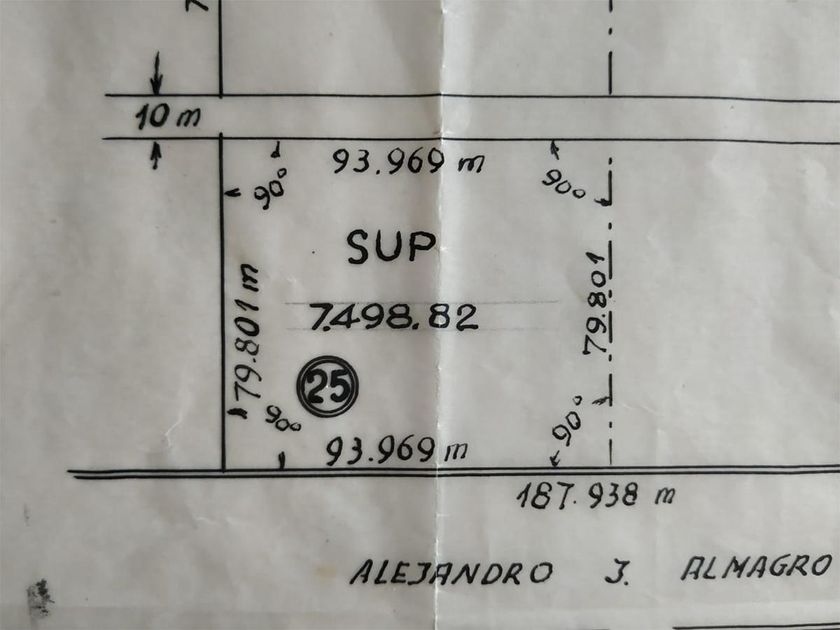 10 m
93.969 m
90°
90°
SUP
79.801 m
79.801
7.498.82
25
90°
90°
93.969 m
187.938 m
ALEJANDRO J. ALMAGRO